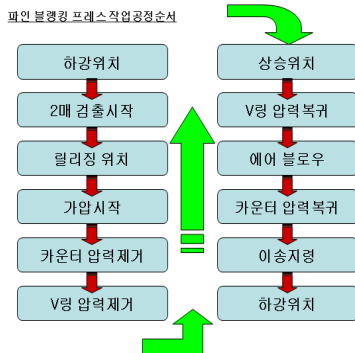 파인 블랭킹 프레스 작업공정순서
하강위치
2매 검출시작
릴리징 위치
가압시작
카운터 압력제거
V링 압력제거
상승위치
V링 압력복귀
에어 블로우
카운터 압력복귀
이송지령
하강위치